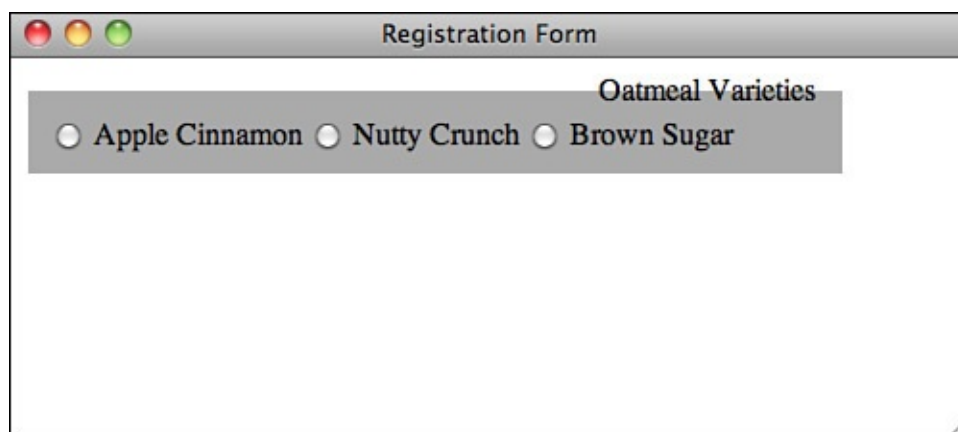 Registration Form
Oatmeal Varieties
Apple Cinnamon Nutty Crunch Brown Sugar